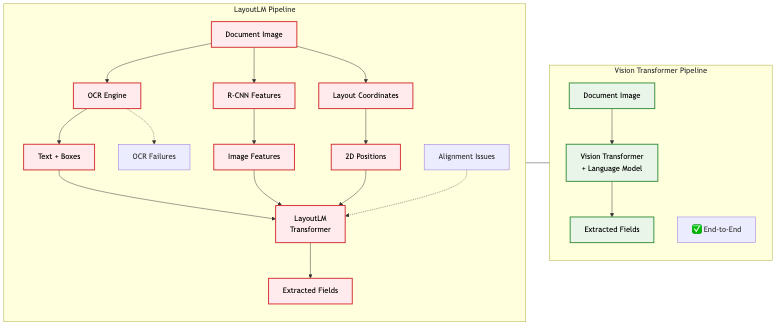 LayoutLM Pipeline
Document Image
OCR Engine
R-CNN Features
Layout Coordinates
Text + Boxes
OCR Failures
Image Features
2D Positions
Alignment Issues
LayoutLM
Transformer
Extracted Fields
Vision Transformer Pipeline
Document Image
Vision Transformer
+ Language Model
Extracted Fields
✅ End-to-End